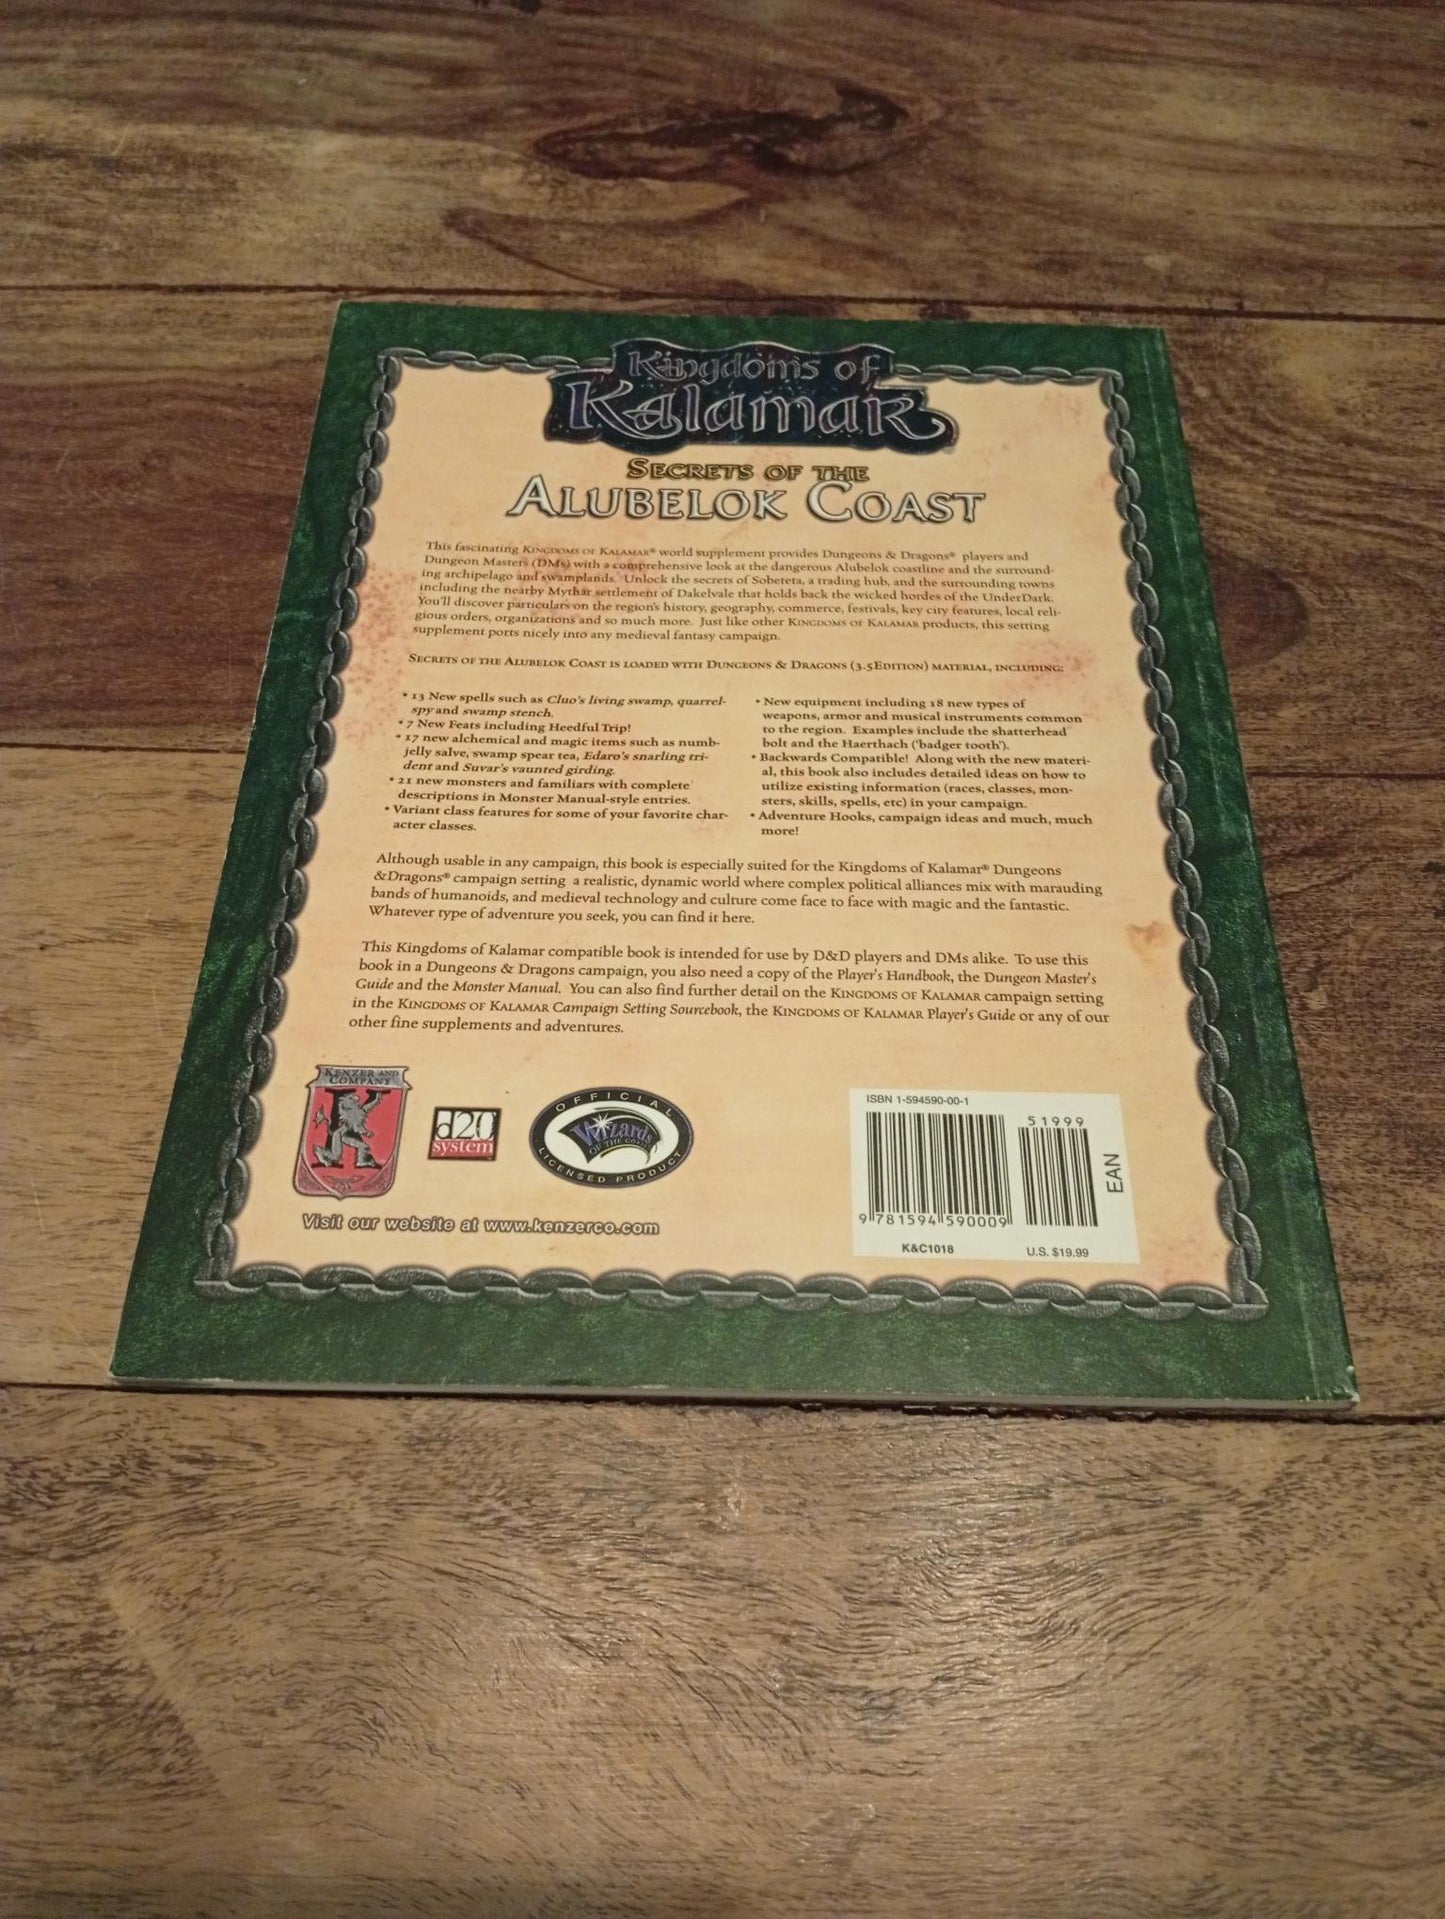 Kingdoms of
Kalamar
Secrets of the
Alubelok Coast
This fascinating Kingdoms of Kalamar® world supplement provides Dungeons & Dragons® players and
Dungeon Masters (DMs) with a comprehensive look at the dangerous Alubelok coastline and the surround-
ing archipelago and swamplands. Unlock the secrets of Sobeteta, a trading hub, and the surrounding towns
including the nearby Mythar settlement of Dakelvale that holds back the wicked hordes of the UnderDark.
You'll discover particulars on the region's history, geography, commerce, festivals, key city features, local reli-
gious orders, organizations and so much more. Just like other Kingdoms of Kalamar products, this setting
supplement ports nicely into any medieval fantasy campaign.
Secrets of the Alubelok Coast is loaded with Dungeons & Dragons (3.5Edition) material, including:
• 13 New spells such as Cluo's living swamp, quarrel-
spy and swamp stench.
• 7 New Feats including Heedful Trip!
• 17 new alchemical and magic items such as numb-
jelly salve, swamp spear tea, Edaro's snarling tri-
dent and Suvar's vaunted girding.
• 21 new monsters and familiars with complete
descriptions in Monster Manual-style entries.
• Variant class features for some of your favorite char-
acter classes.
• New equipment including 18 new types of
weapons, armor and musical instruments common
to the region. Examples include the shatterhead
bolt and the Haerthach ('badger tooth').
• Backwards Compatible! Along with the new materi-
al, this book also includes detailed ideas on how to
utilize existing information (races, classes, mon-
sters, skills, spells, etc) in your campaign.
• Adventure Hooks, campaign ideas and much, much
more!
Although usable in any campaign, this book is especially suited for the Kingdoms of Kalamar® Dungeons
&Dragons® campaign setting a realistic, dynamic world where complex political alliances mix with marauding
bands of humanoids, and medieval technology and culture come face to face with magic and the fantastic.
Whatever type of adventure you seek, you can find it here.
This Kingdoms of Kalamar compatible book is intended for use by D&D players and DMs alike. To use this
book in a Dungeons & Dragons campaign, you also need a copy of the Player's Handbook, the Dungeon Master's
Guide and the Monster Manual. You can also find further detail on the Kingdoms of Kalamar campaign setting
in the Kingdoms of Kalamar Campaign Setting Sourcebook, the Kingdoms of Kalamar Player's Guide or any of our
other fine supplements and adventures.
Kenzer and
Company
K
d20
system
OFFICIAL
Wizards
OF THE COAST
LICENSED PRODUCT
Visit our website at www.kenzerco.com
ISBN 1-594590-00-1
51999
EAN
9 781594 590009
K&C1018
U.S. $19.99